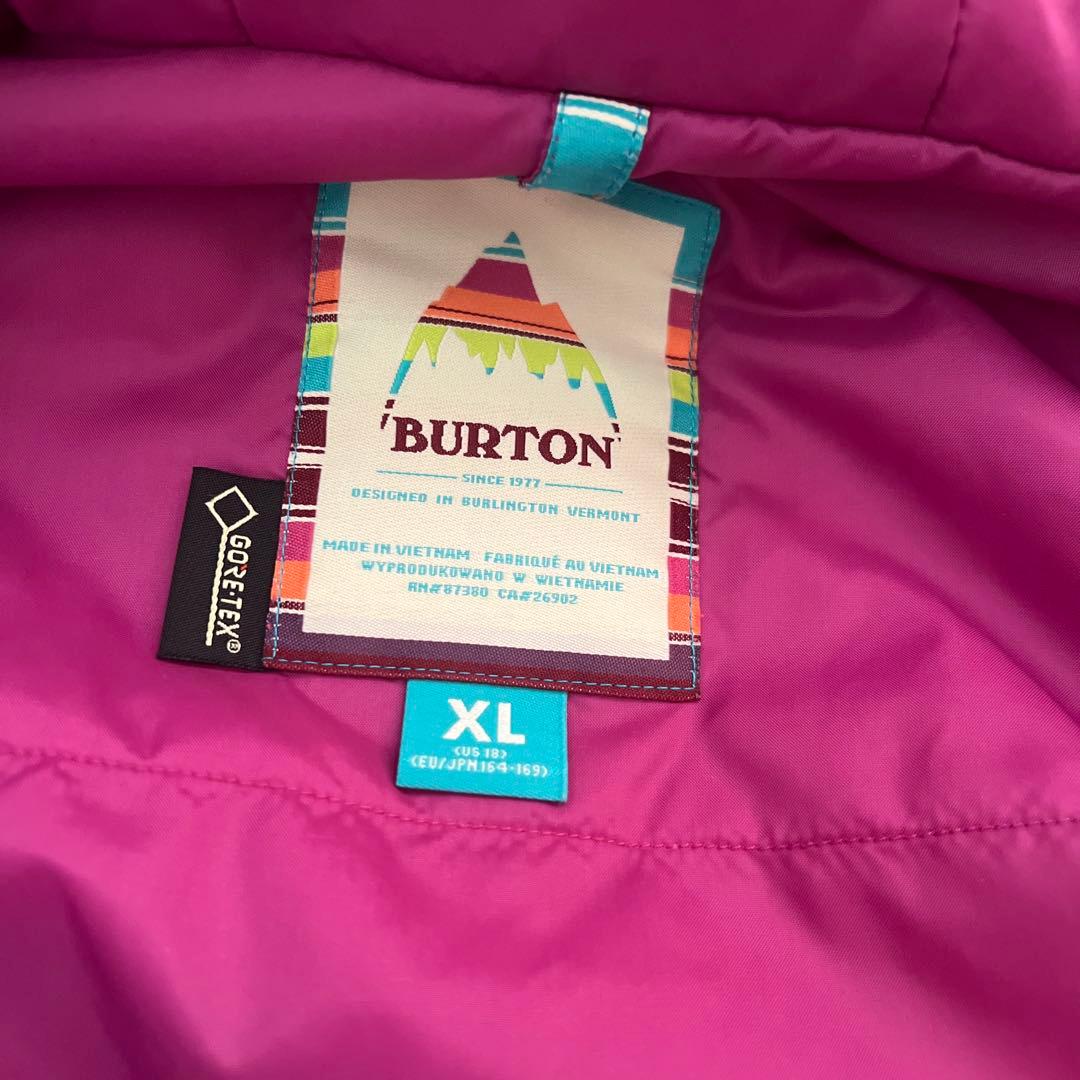 BURTON
SINCE 1977
DESIGNED IN BURLINGTON VERMONT
MADE IN VIETNAM FABRIQUÉ AU VIETNAM
WYPRODUKOWANO W WIETNAMIE
RN#87380 CA#26902
GORE-TEX®
XL
(US 18)
(EU/JPN 164-169)